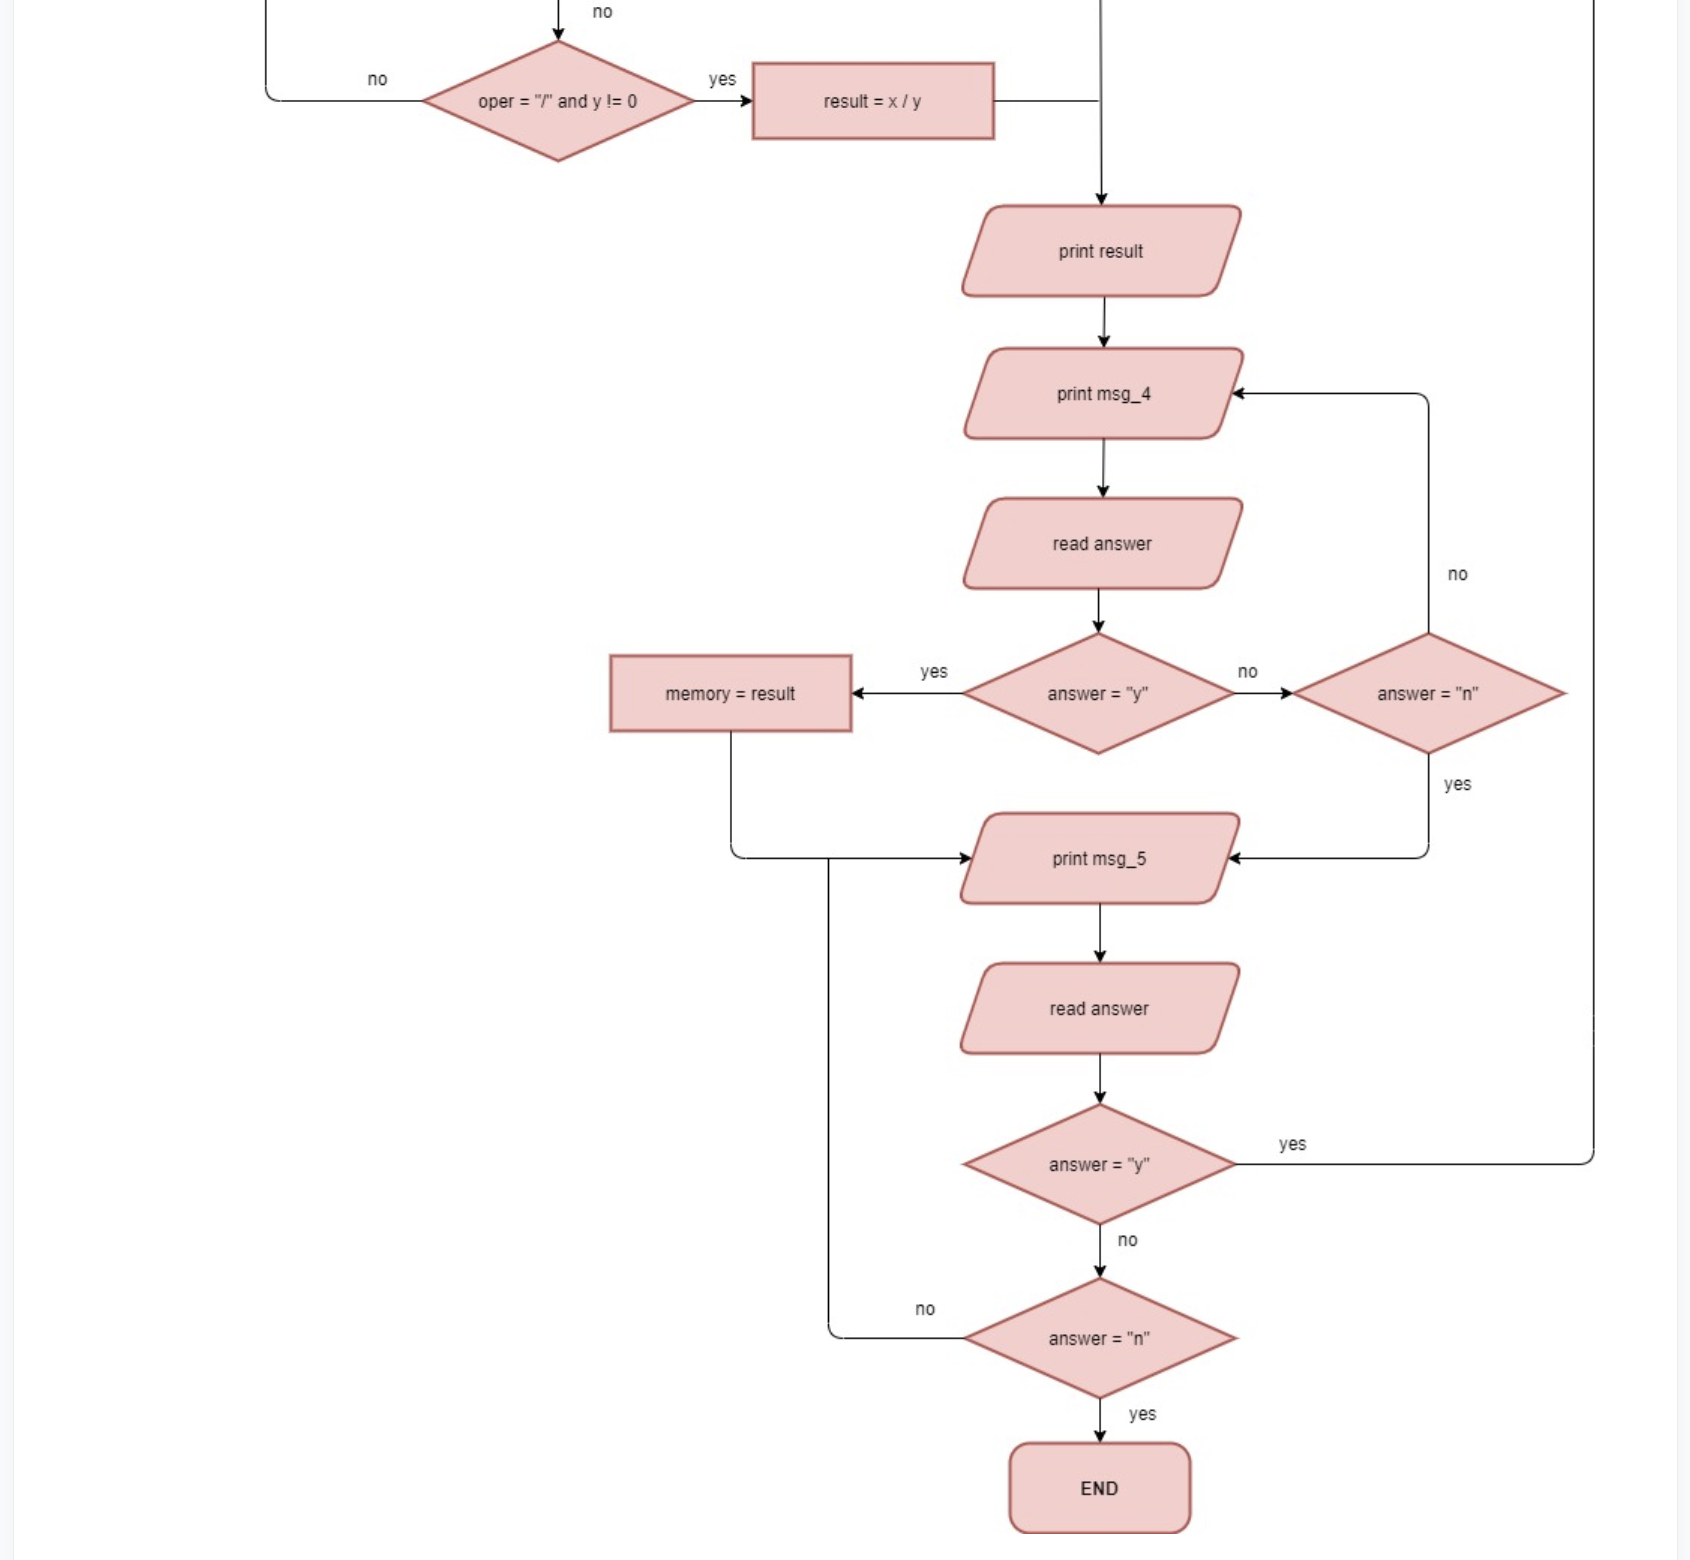 no
no
oper = "/" and y != 0
yes
result = x / y
print result
print msg_4
read answer
no
memory = result
yes
answer = "y"
no
answer = "n"
yes
print msg_5
read answer
answer = "y"
yes
no
no
answer = "n"
yes
END